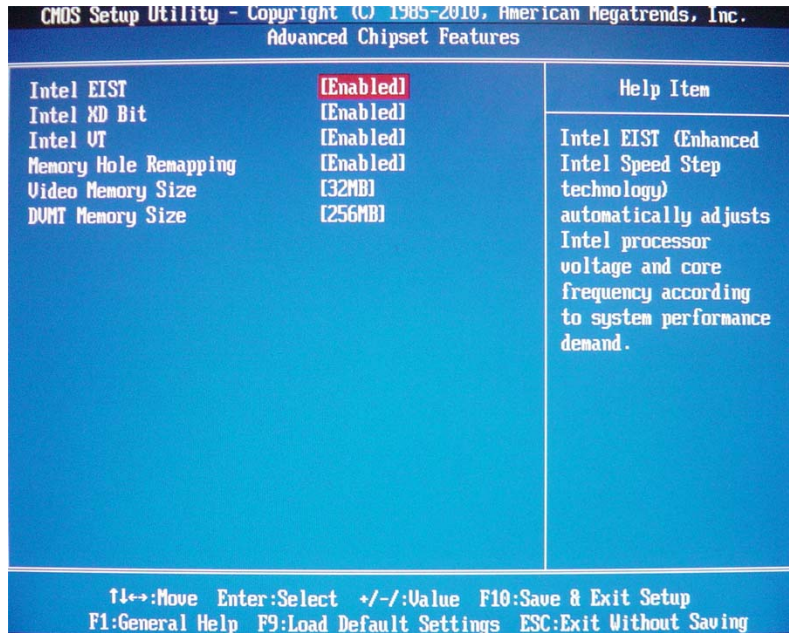 CMOS Setup Utility - Copyright (C) 1985-2010, American Megatrends, Inc.
Advanced Chipset Features
Intel EIST [Enabled]
Intel XD Bit [Enabled]
Intel VT [Enabled]
Memory Hole Remapping [Enabled]
Video Memory Size [32MB]
DVMT Memory Size [256MB]
Help Item
Intel EIST (Enhanced
Intel Speed Step
technology)
automatically adjusts
Intel processor
voltage and core
frequency according
to system performance
demand.
↑↓↔:Move Enter:Select +/-/:Value F10:Save & Exit Setup
F1:General Help F9:Load Default Settings ESC:Exit Without Saving